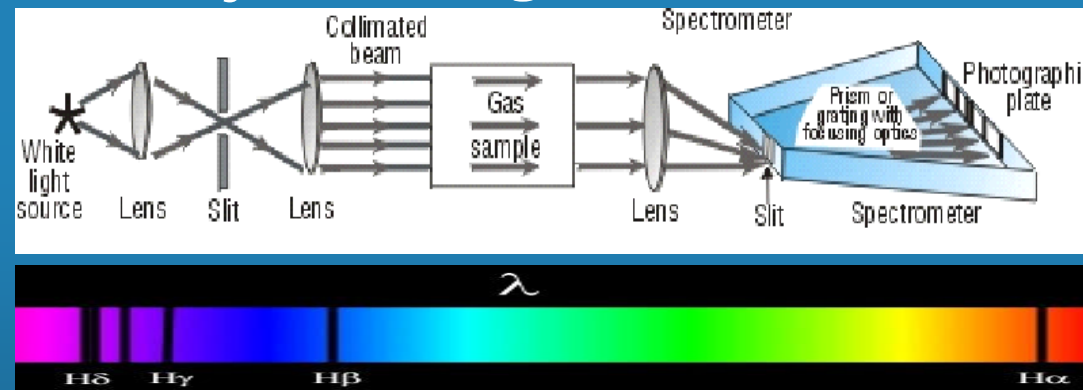 Spectrometer
Collimated
beam
Photographi
plate
Prism or
grating with
focusing optics
Gas
sample
White
light
source
Lens
Slit
Lens
Lens
Slit
Spectrometer
λ
Hδ Hγ Hβ Hα